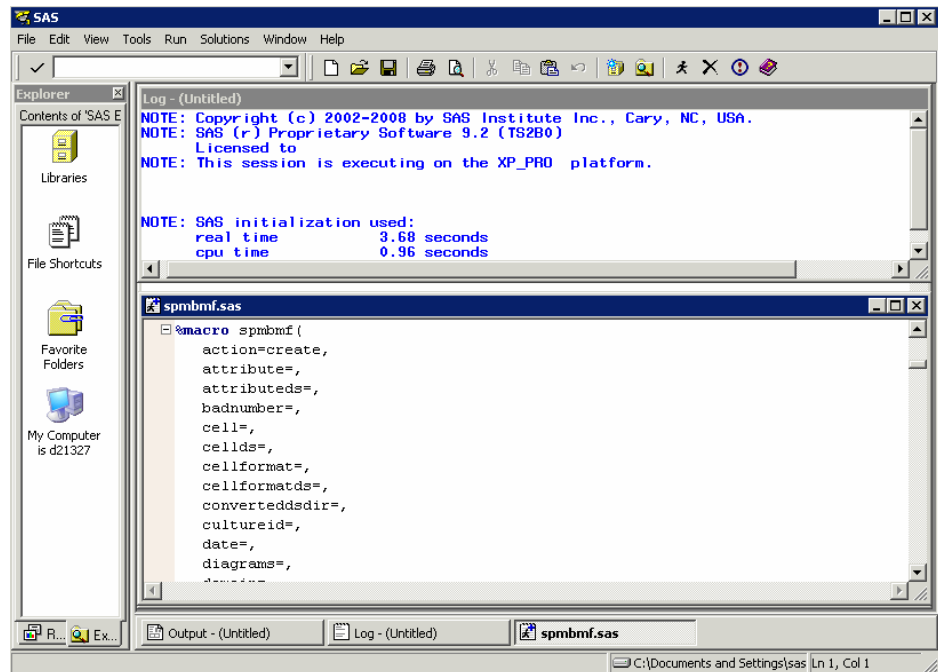 SAS
File Edit View Tools Run Solutions Window Help
Explorer
Contents of 'SAS E
Libraries
File Shortcuts
Favorite
Folders
My Computer
is d21327
Log - (Untitled)
NOTE: Copyright (c) 2002-2008 by SAS Institute Inc., Cary, NC, USA.
NOTE: SAS (r) Proprietary Software 9.2 (TS2B0)
Licensed to
NOTE: This session is executing on the XP_PRO platform.
NOTE: SAS initialization used:
real time 3.68 seconds
cpu time 0.96 seconds
spmbmf.sas
%macro spmbmf(
action=create,
attribute=,
attributeds=,
badnumber=,
cell=,
cellds=,
cellformat=,
cellformatds=,
converteddsdir=,
cultureid=,
date=,
diagrams=,
R... Ex...
Output - (Untitled) Log - (Untitled) spmbmf.sas
C:\Documents and Settings\sas Ln 1, Col 1